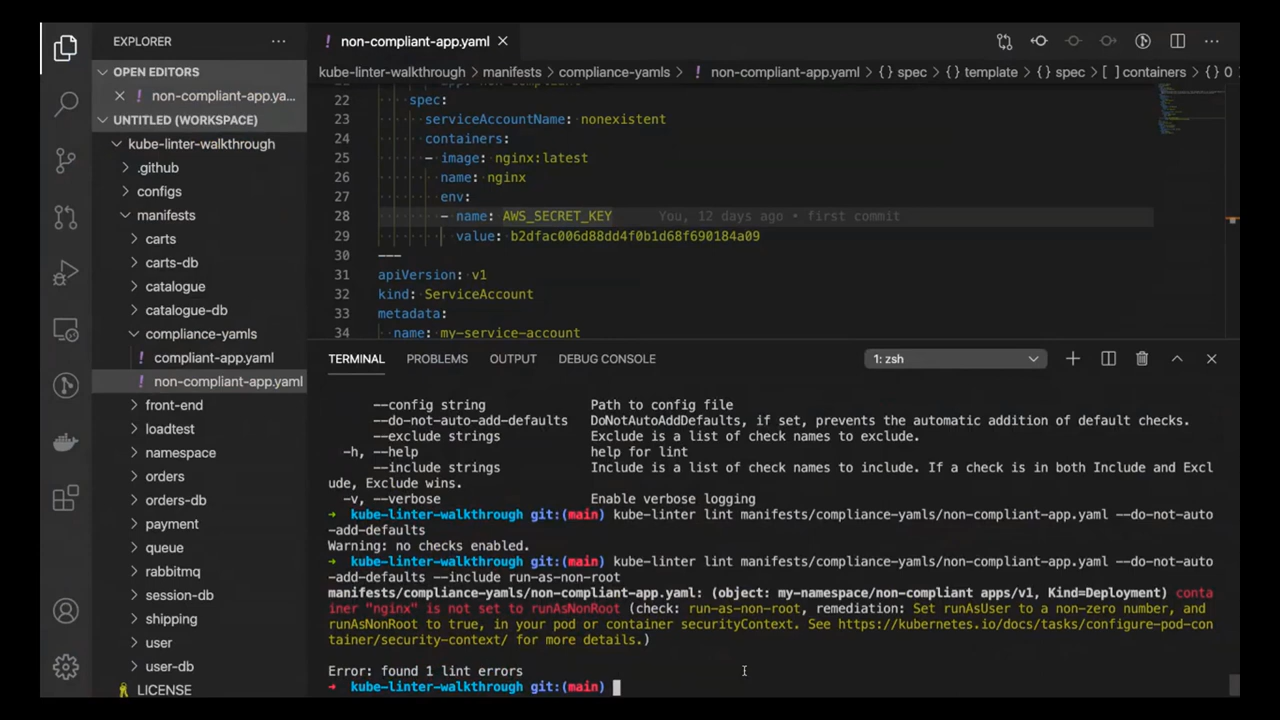 EXPLORER
OPEN EDITORS
non-compliant-app.ya...
UNTITLED (WORKSPACE)
kube-linter-walkthrough
.github
configs
manifests
carts
carts-db
catalogue
catalogue-db
compliance-yamls
compliant-app.yaml
non-compliant-app.yaml
front-end
loadtest
namespace
orders
orders-db
payment
queue
rabbitmq
session-db
shipping
user
user-db
LICENSE
non-compliant-app.yaml
kube-linter-walkthrough > manifests > compliance-yamls > ! non-compliant-app.yaml > {} spec > {} template > {} spec > [ ] containers > {} 0
22 spec:
23 serviceAccountName: nonexistent
24 containers:
25 - image: nginx:latest
26 name: nginx
27 env:
28 - name: AWS_SECRET_KEY You, 12 days ago • first commit
29 value: b2dfac006d88dd4f0b1d68f690184a09
30 ---
31 apiVersion: v1
32 kind: ServiceAccount
33 metadata:
34 name: my-service-account
TERMINAL PROBLEMS OUTPUT DEBUG CONSOLE 1: zsh
--config string Path to config file
--do-not-auto-add-defaults DoNotAutoAddDefaults, if set, prevents the automatic addition of default checks.
--exclude strings Exclude is a list of check names to exclude.
-h, --help help for lint
--include strings Include is a list of check names to include. If a check is in both Include and Excl
ude, Exclude wins.
-v, --verbose Enable verbose logging
➜ kube-linter-walkthrough git:(main) kube-linter lint manifests/compliance-yamls/non-compliant-app.yaml --do-not-auto
-add-defaults
Warning: no checks enabled.
➜ kube-linter-walkthrough git:(main) kube-linter lint manifests/compliance-yamls/non-compliant-app.yaml --do-not-auto
-add-defaults --include run-as-non-root
manifests/compliance-yamls/non-compliant-app.yaml: (object: my-namespace/non-compliant apps/v1, Kind=Deployment) conta
iner "nginx" is not set to runAsNonRoot (check: run-as-non-root, remediation: Set runAsUser to a non-zero number, and
runAsNonRoot to true, in your pod or container securityContext. See https://kubernetes.io/docs/tasks/configure-pod-con
tainer/security-context/ for more details.)
Error: found 1 lint errors
➜ kube-linter-walkthrough git:(main)